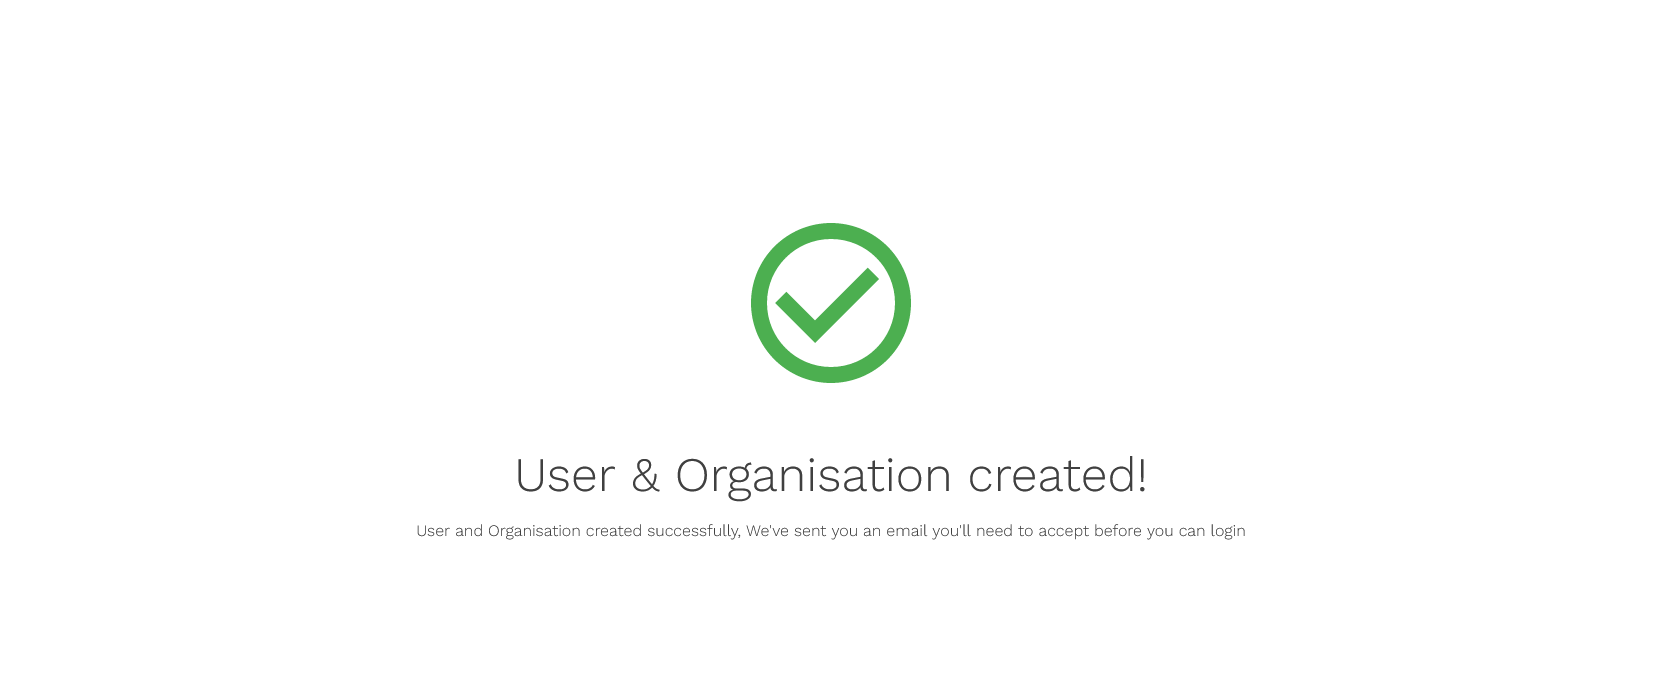 User & Organisation created!
User and Organisation created successfully, We've sent you an email you'll need to accept before you can login